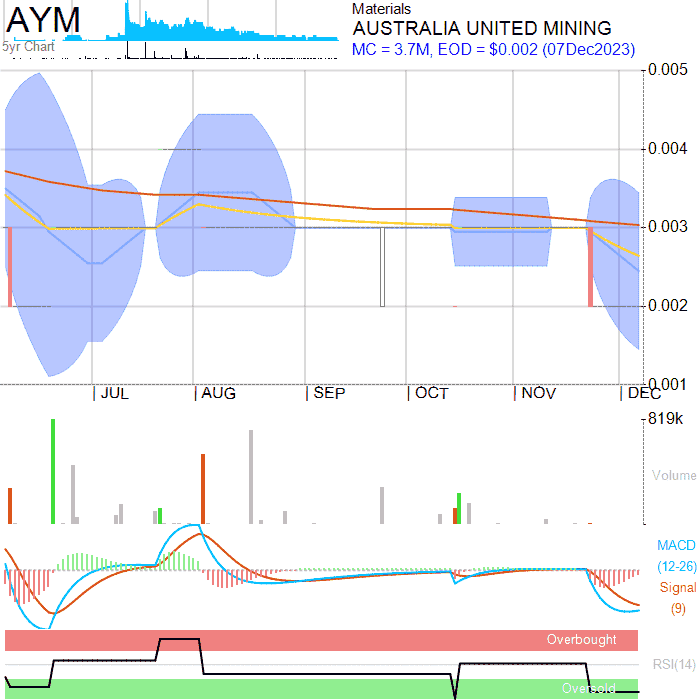 AYM
5yr Chart
Materials
AUSTRALIA UNITED MINING
MC = 3.7M, EOD = $0.002 (07Dec2023)
0.005
0.004
0.003
0.002
0.001
JUL
AUG
SEP
OCT
NOV
DEC
819k
Volume
MACD
(12-26)
Signal
(9)
Overbought
RSI(14)
Oversold